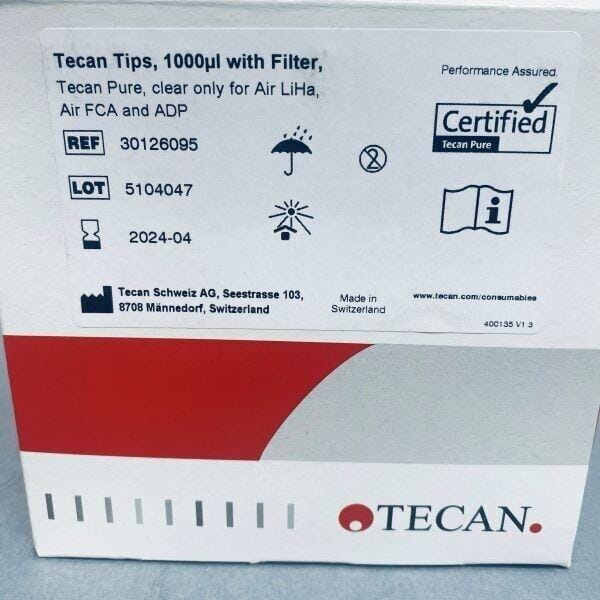 Tecan Tips, 1000µl with Filter,
Tecan Pure, clear only for Air LiHa,
Air FCA and ADP
REF 30126095
LOT 5104047
2024-04
Tecan Schweiz AG, Seestrasse 103,
8708 Männedorf, Switzerland
Made in
Switzerland
Performance Assured.
Certified
Tecan Pure
i
2
www.tecan.com/consumables
400135 V1.3
TECAN.